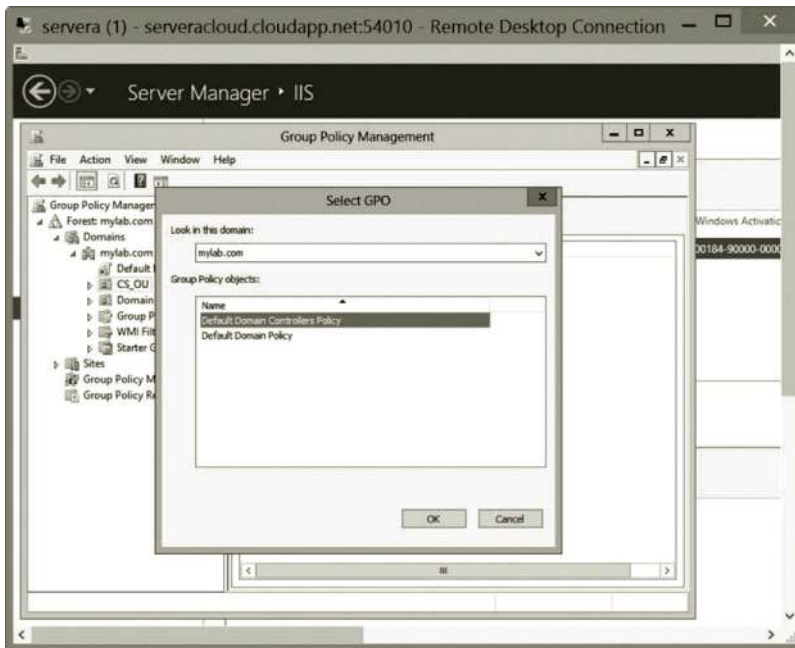 servera (1) - serveracloud.cloudapp.net:54010 - Remote Desktop Connection
Server Manager • IIS
Group Policy Management
File Action View Window Help
Select GPO
Group Policy Manager
Forest: mylab.com
Domains
mylab.com
Default
CS_OU
Domain
Group P
WMI Filt
Starter G
Sites
Group Policy M
Group Policy Re
Look in this domain:
mylab.com
Group Policy objects:
Name
Default Domain Controllers Policy
Default Domain Policy
OK Cancel
Windows Activatic
00184-90000-0000